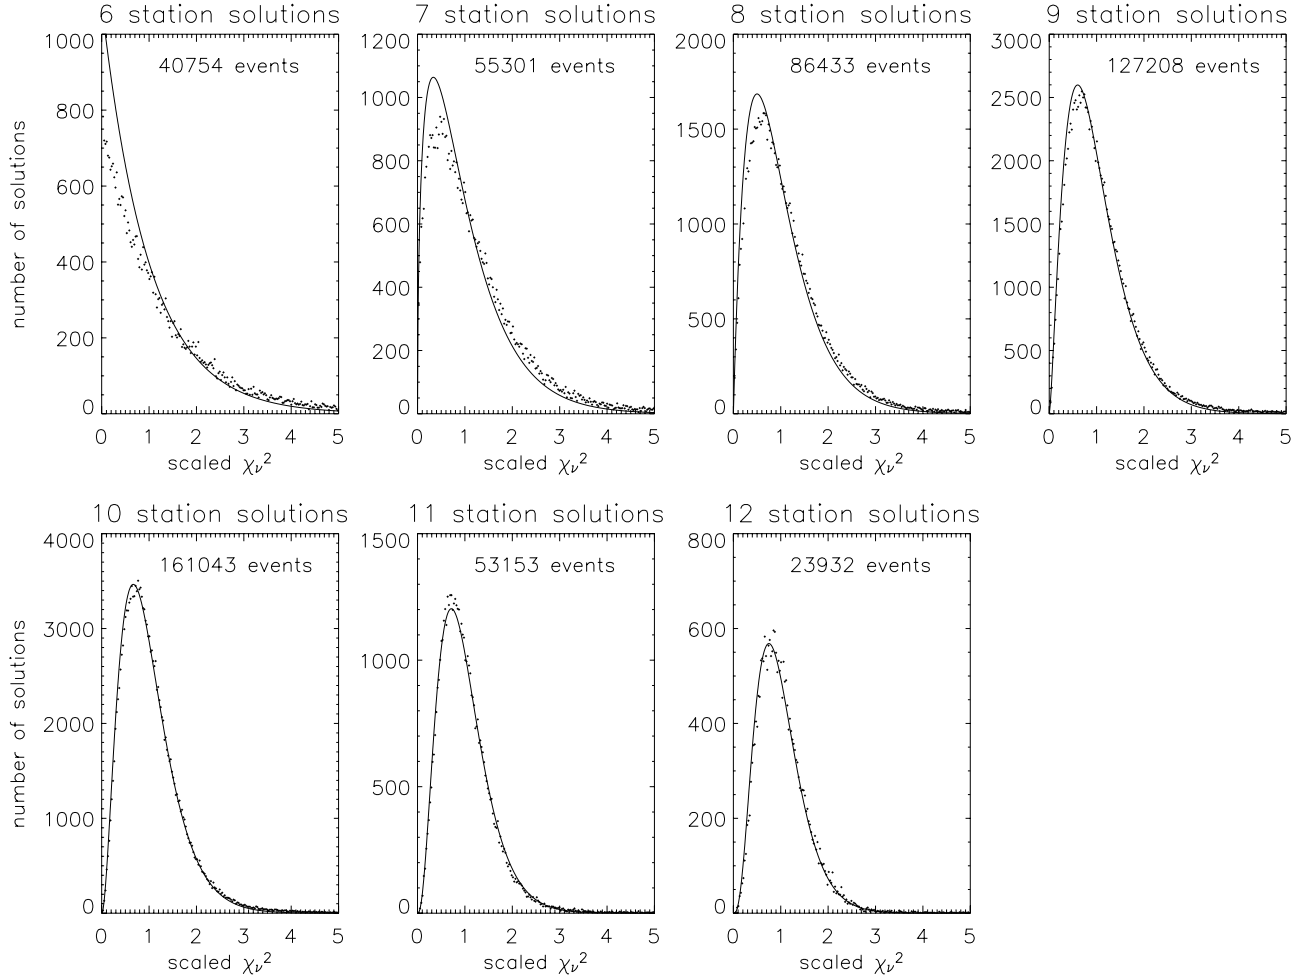 6 station solutions
40754 events
1000
800
600
400
200
0
0 1 2 3 4 5
scaled χν²
number of solutions
7 station solutions
55301 events
1200
1000
800
600
400
200
0
0 1 2 3 4 5
scaled χν²
8 station solutions
86433 events
2000
1500
1000
500
0
0 1 2 3 4 5
scaled χν²
9 station solutions
127208 events
3000
2500
2000
1500
1000
500
0
0 1 2 3 4 5
scaled χν²
10 station solutions
161043 events
4000
3000
2000
1000
0
0 1 2 3 4 5
scaled χν²
number of solutions
11 station solutions
53153 events
1500
1000
500
0
0 1 2 3 4 5
scaled χν²
12 station solutions
23932 events
800
600
400
200
0
0 1 2 3 4 5
scaled χν²